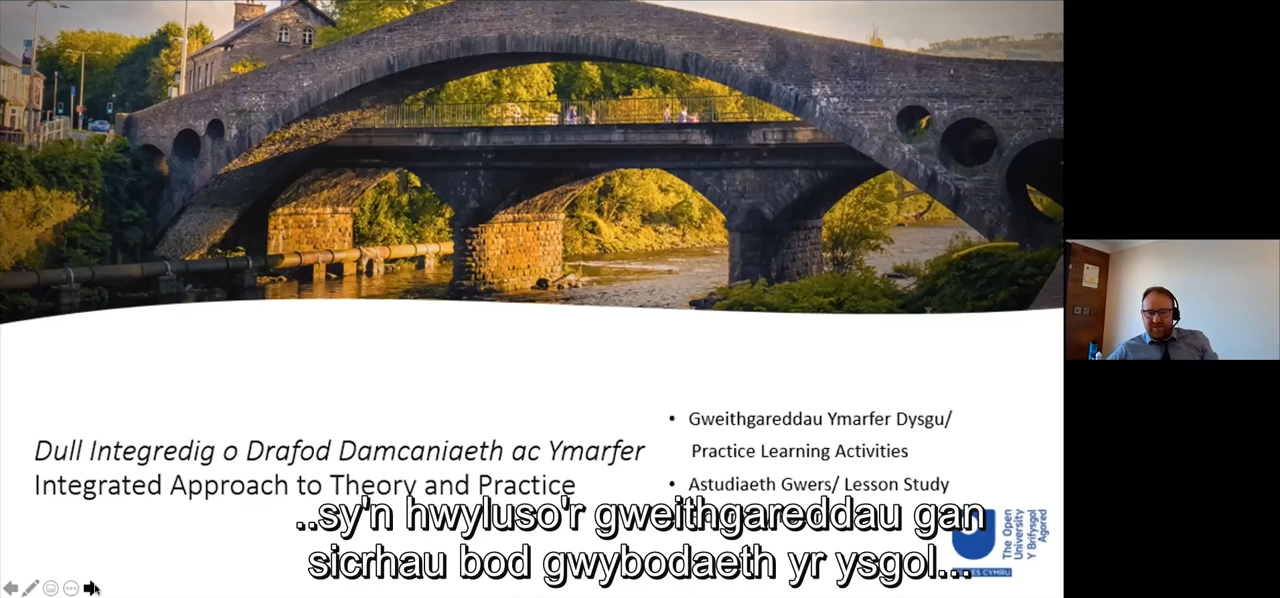 Dull Integredig o Drafod Damcaniaeth ac Ymarfer
Integrated Approach to Theory and Practice
• Gweithgareddau Ymarfer Dysgu/
Practice Learning Activities
• Astudiaeth Gwers/ Lesson Study
..sy'n hwyluso'r gweithgareddau gan
sicrhau bod gwybodaeth yr ysgol...
The Open
University
Y Brifysgol
Agored
CYMRU